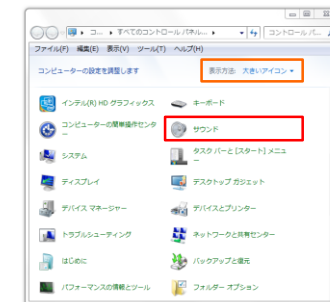 コ... ▸ すべてのコントロール パネル... ▸
コントロール パ...
ファイル(F) 編集(E) 表示(V) ツール(T) ヘルプ(H)
コンピューターの設定を調整します
表示方法: 大きいアイコン ▾
インテル(R) HD グラフィックス
キーボード
コンピューターの簡単操作センター
サウンド
システム
タスク バーと [スタート] メニュー
ディスプレイ
デスクトップ ガジェット
デバイス マネージャー
デバイスとプリンター
トラブルシューティング
ネットワークと共有センター
はじめに
バックアップと復元
パフォーマンスの情報とツール
フォルダー オプション